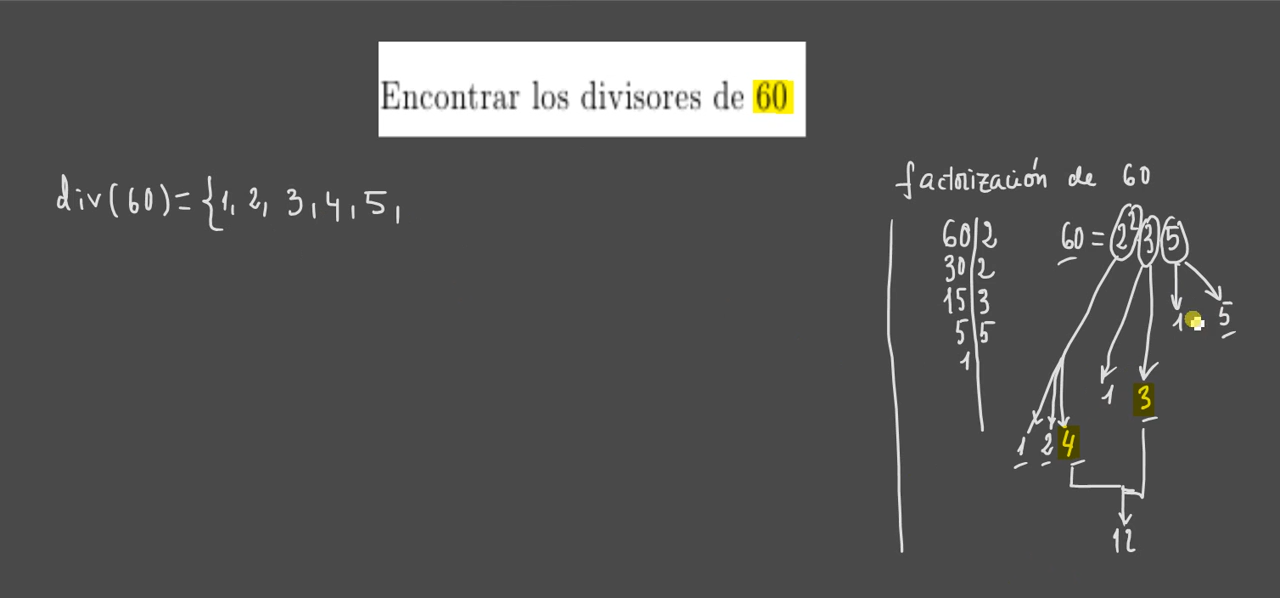 Encontrar los divisores de 60
div(60)={1, 2, 3, 4, 5,
factorización de 60
60|2
30|2
15|3
5|5
1|
60=2²·3·5
1 5
1 3
1 2 4
12